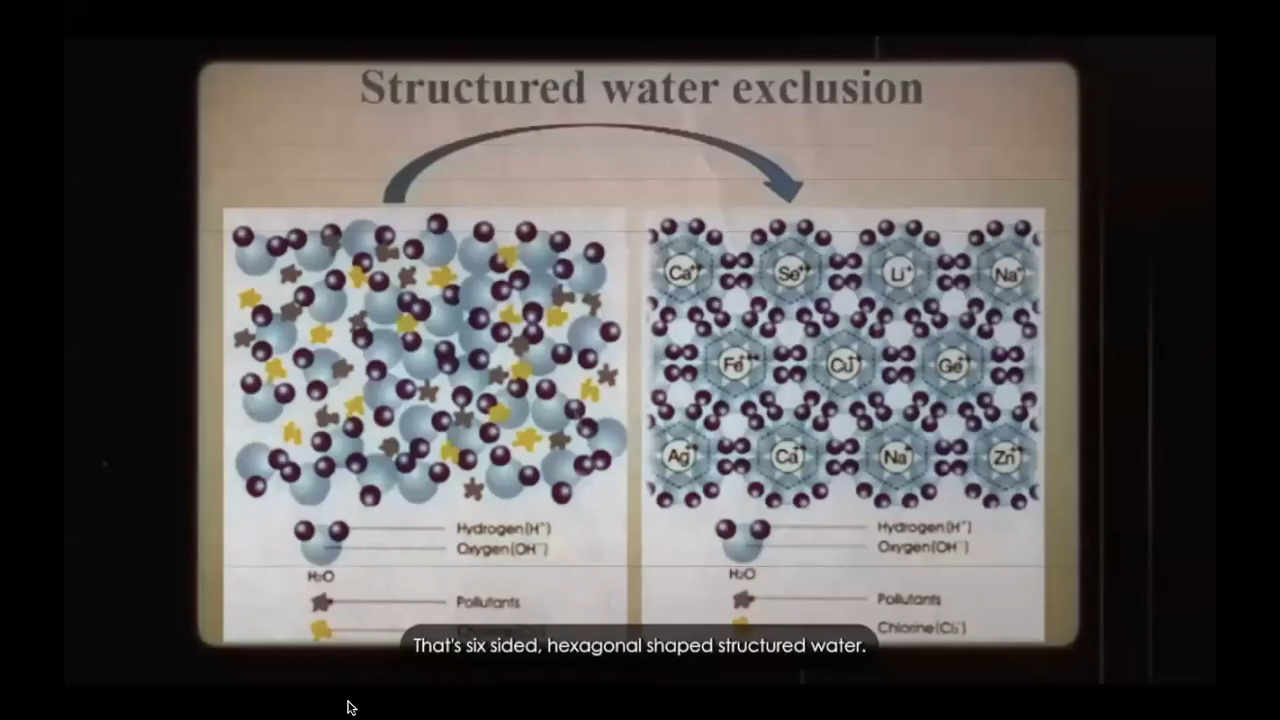 Structured water exclusion
Ca++ Se++ Li+ Na+
Fe+++ Cu+ Ge++
Ag++ Ca++ Na+ Zn++
Hydrogen(H+)
Oxygen(OH-)
H2O
Pollutants
Hydrogen(H+)
Oxygen(OH-)
H2O
Pollutants
Chlorine(Cl2-)
That's six sided, hexagonal shaped structured water.